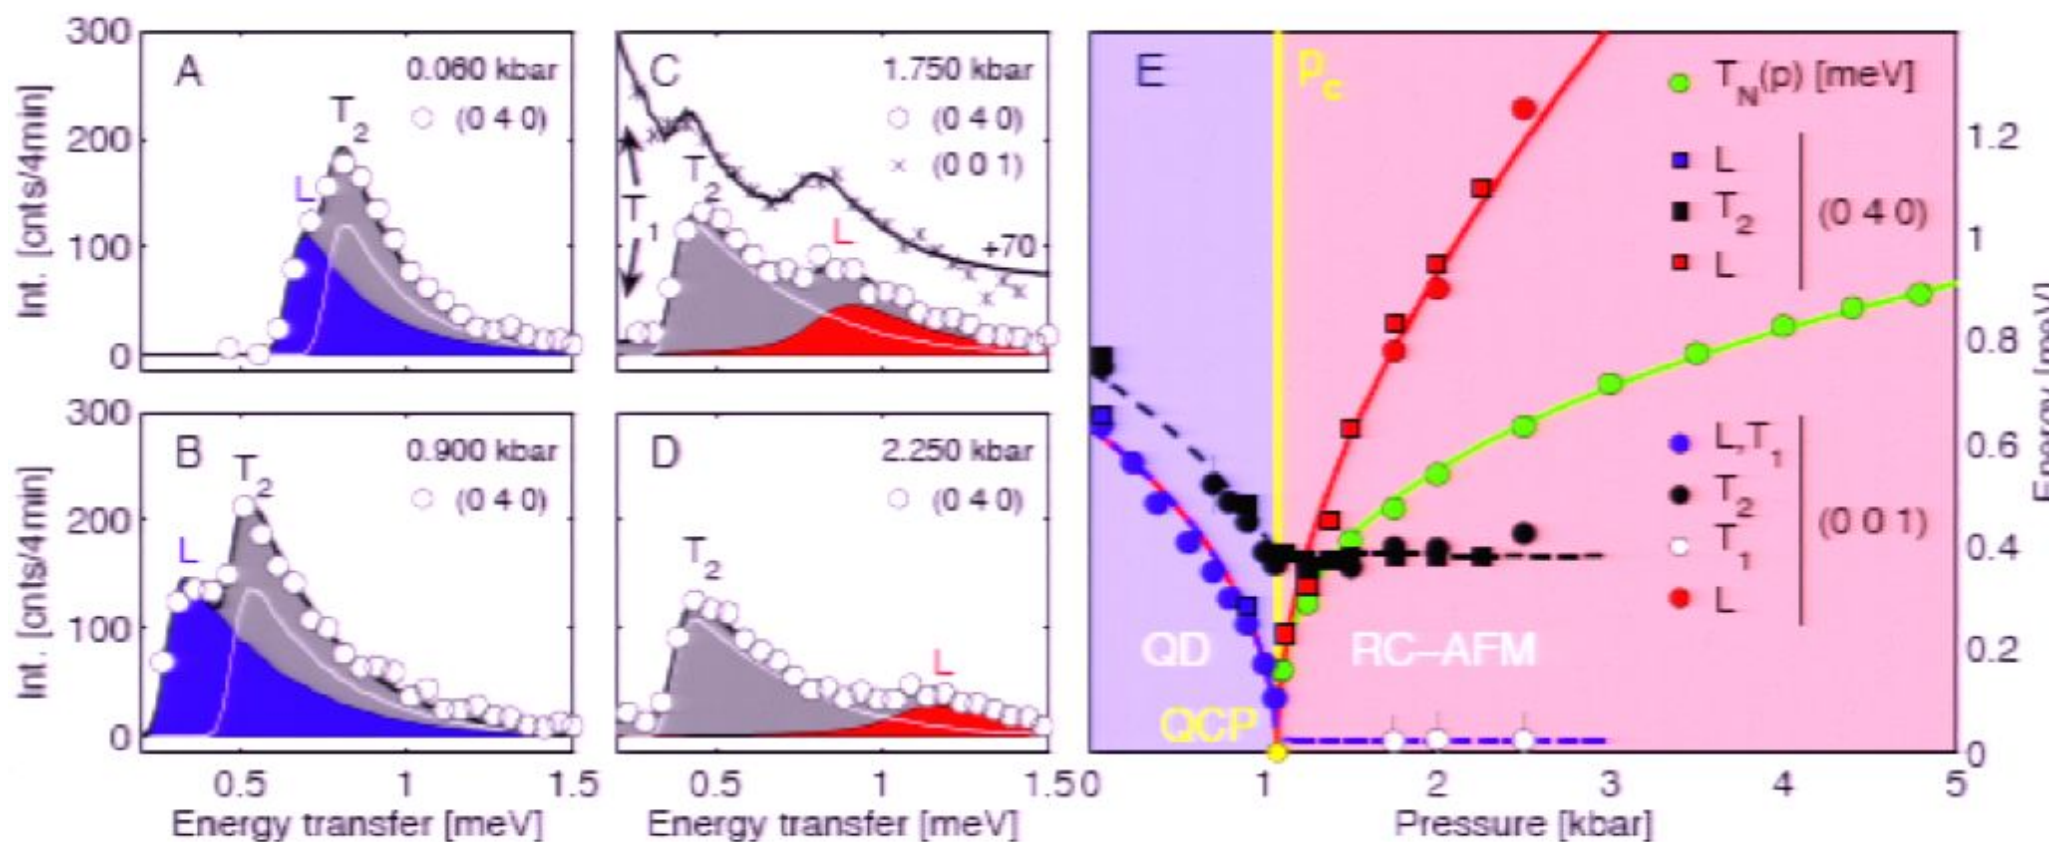 300
200
100
0
Int. [cnts/4min]
A
0.060 kbar
(0 4 0)
T2
L
C
1.750 kbar
(0 4 0)
(0 0 1)
T2
T1
L
+70
300
200
100
0
Int. [cnts/4min]
B
0.900 kbar
(0 4 0)
T2
L
0.5
1
1.5
Energy transfer [meV]
D
2.250 kbar
(0 4 0)
T2
L
0.5
1
1.5
Energy transfer [meV]
E
Pc
TN(p) [meV]
L
T2
L
(0 4 0)
L,T1
T2
T1
L
(0 0 1)
QD
RC–AFM
QCP
0
1
2
3
4
5
Pressure [kbar]
1.2
1
0.8
0.6
0.4
0.2
0
Energy [meV]